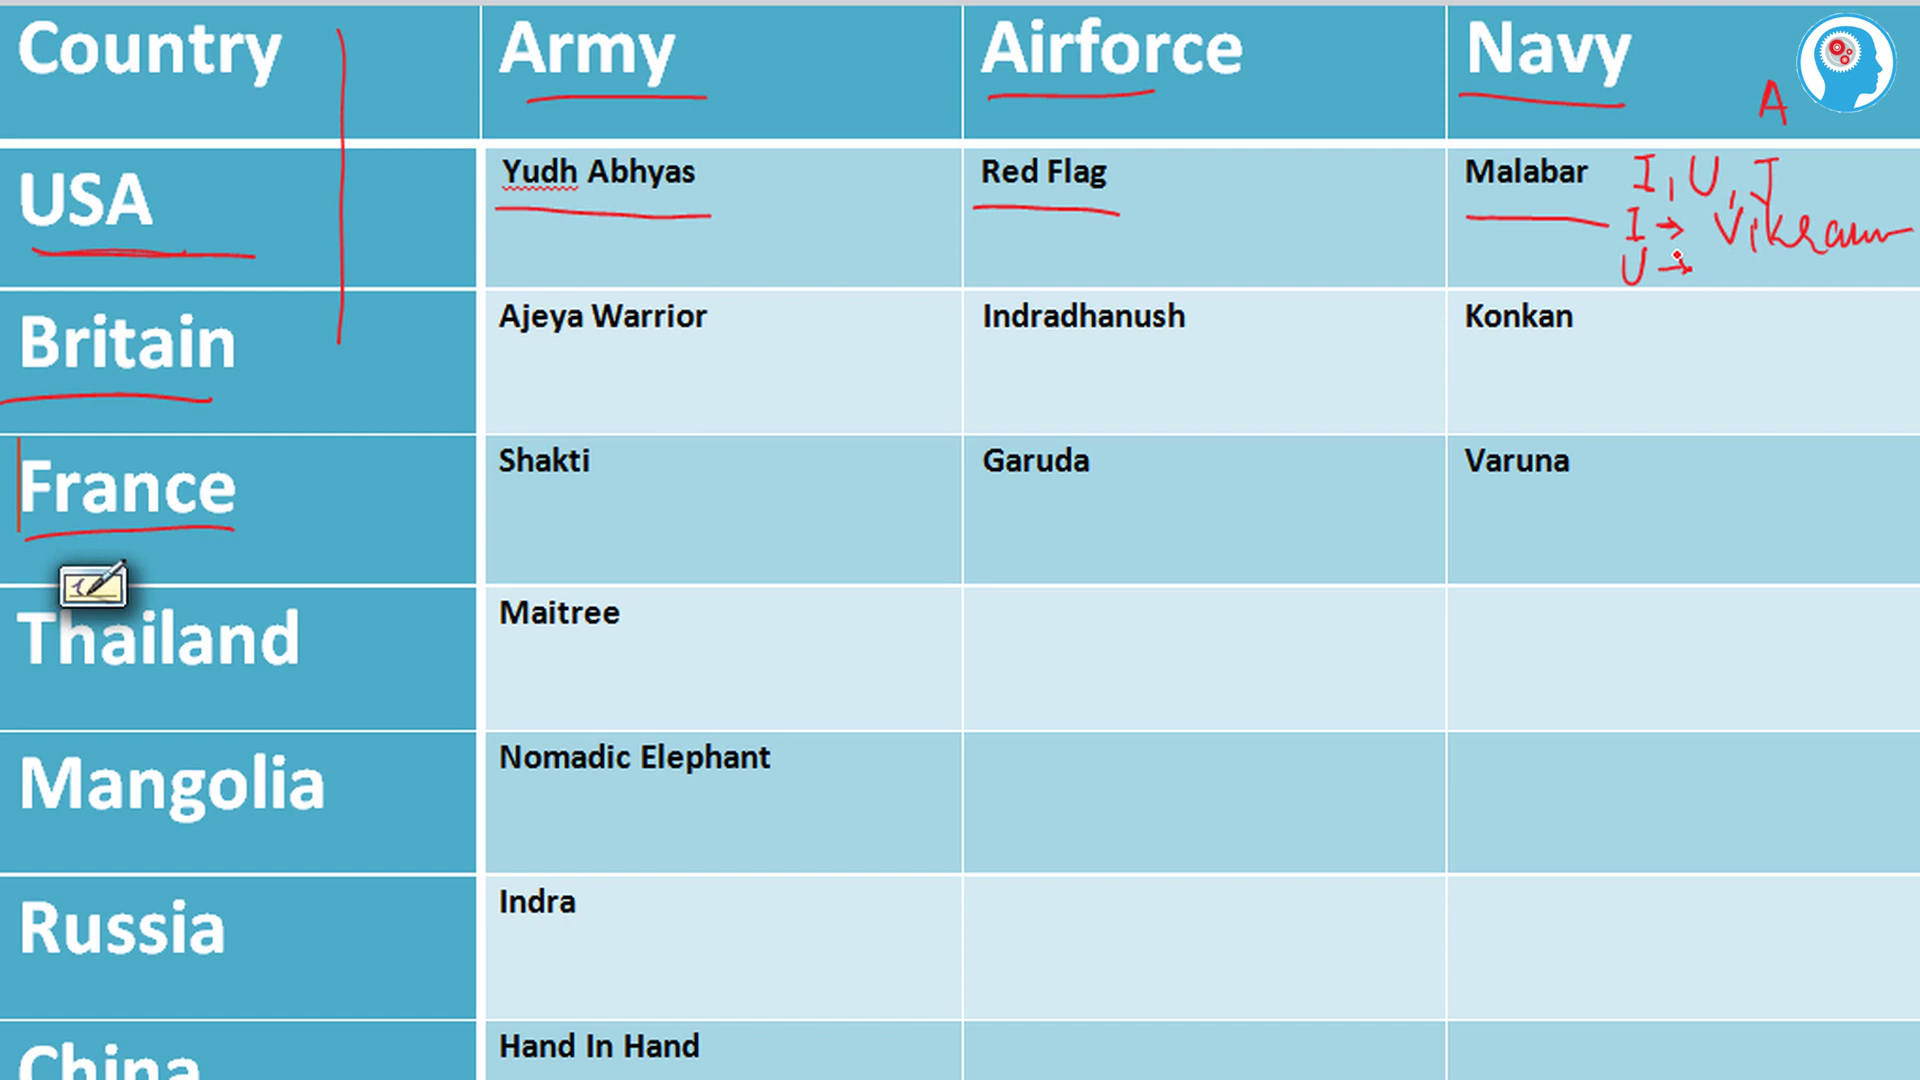 Country Army Airforce Navy
A
USA Yudh Abhyas Red Flag Malabar I, U, J
I → Vikram
U →
Britain Ajeya Warrior Indradhanush Konkan
France Shakti Garuda Varuna
Thailand Maitree
Mangolia Nomadic Elephant
Russia Indra
China Hand In Hand